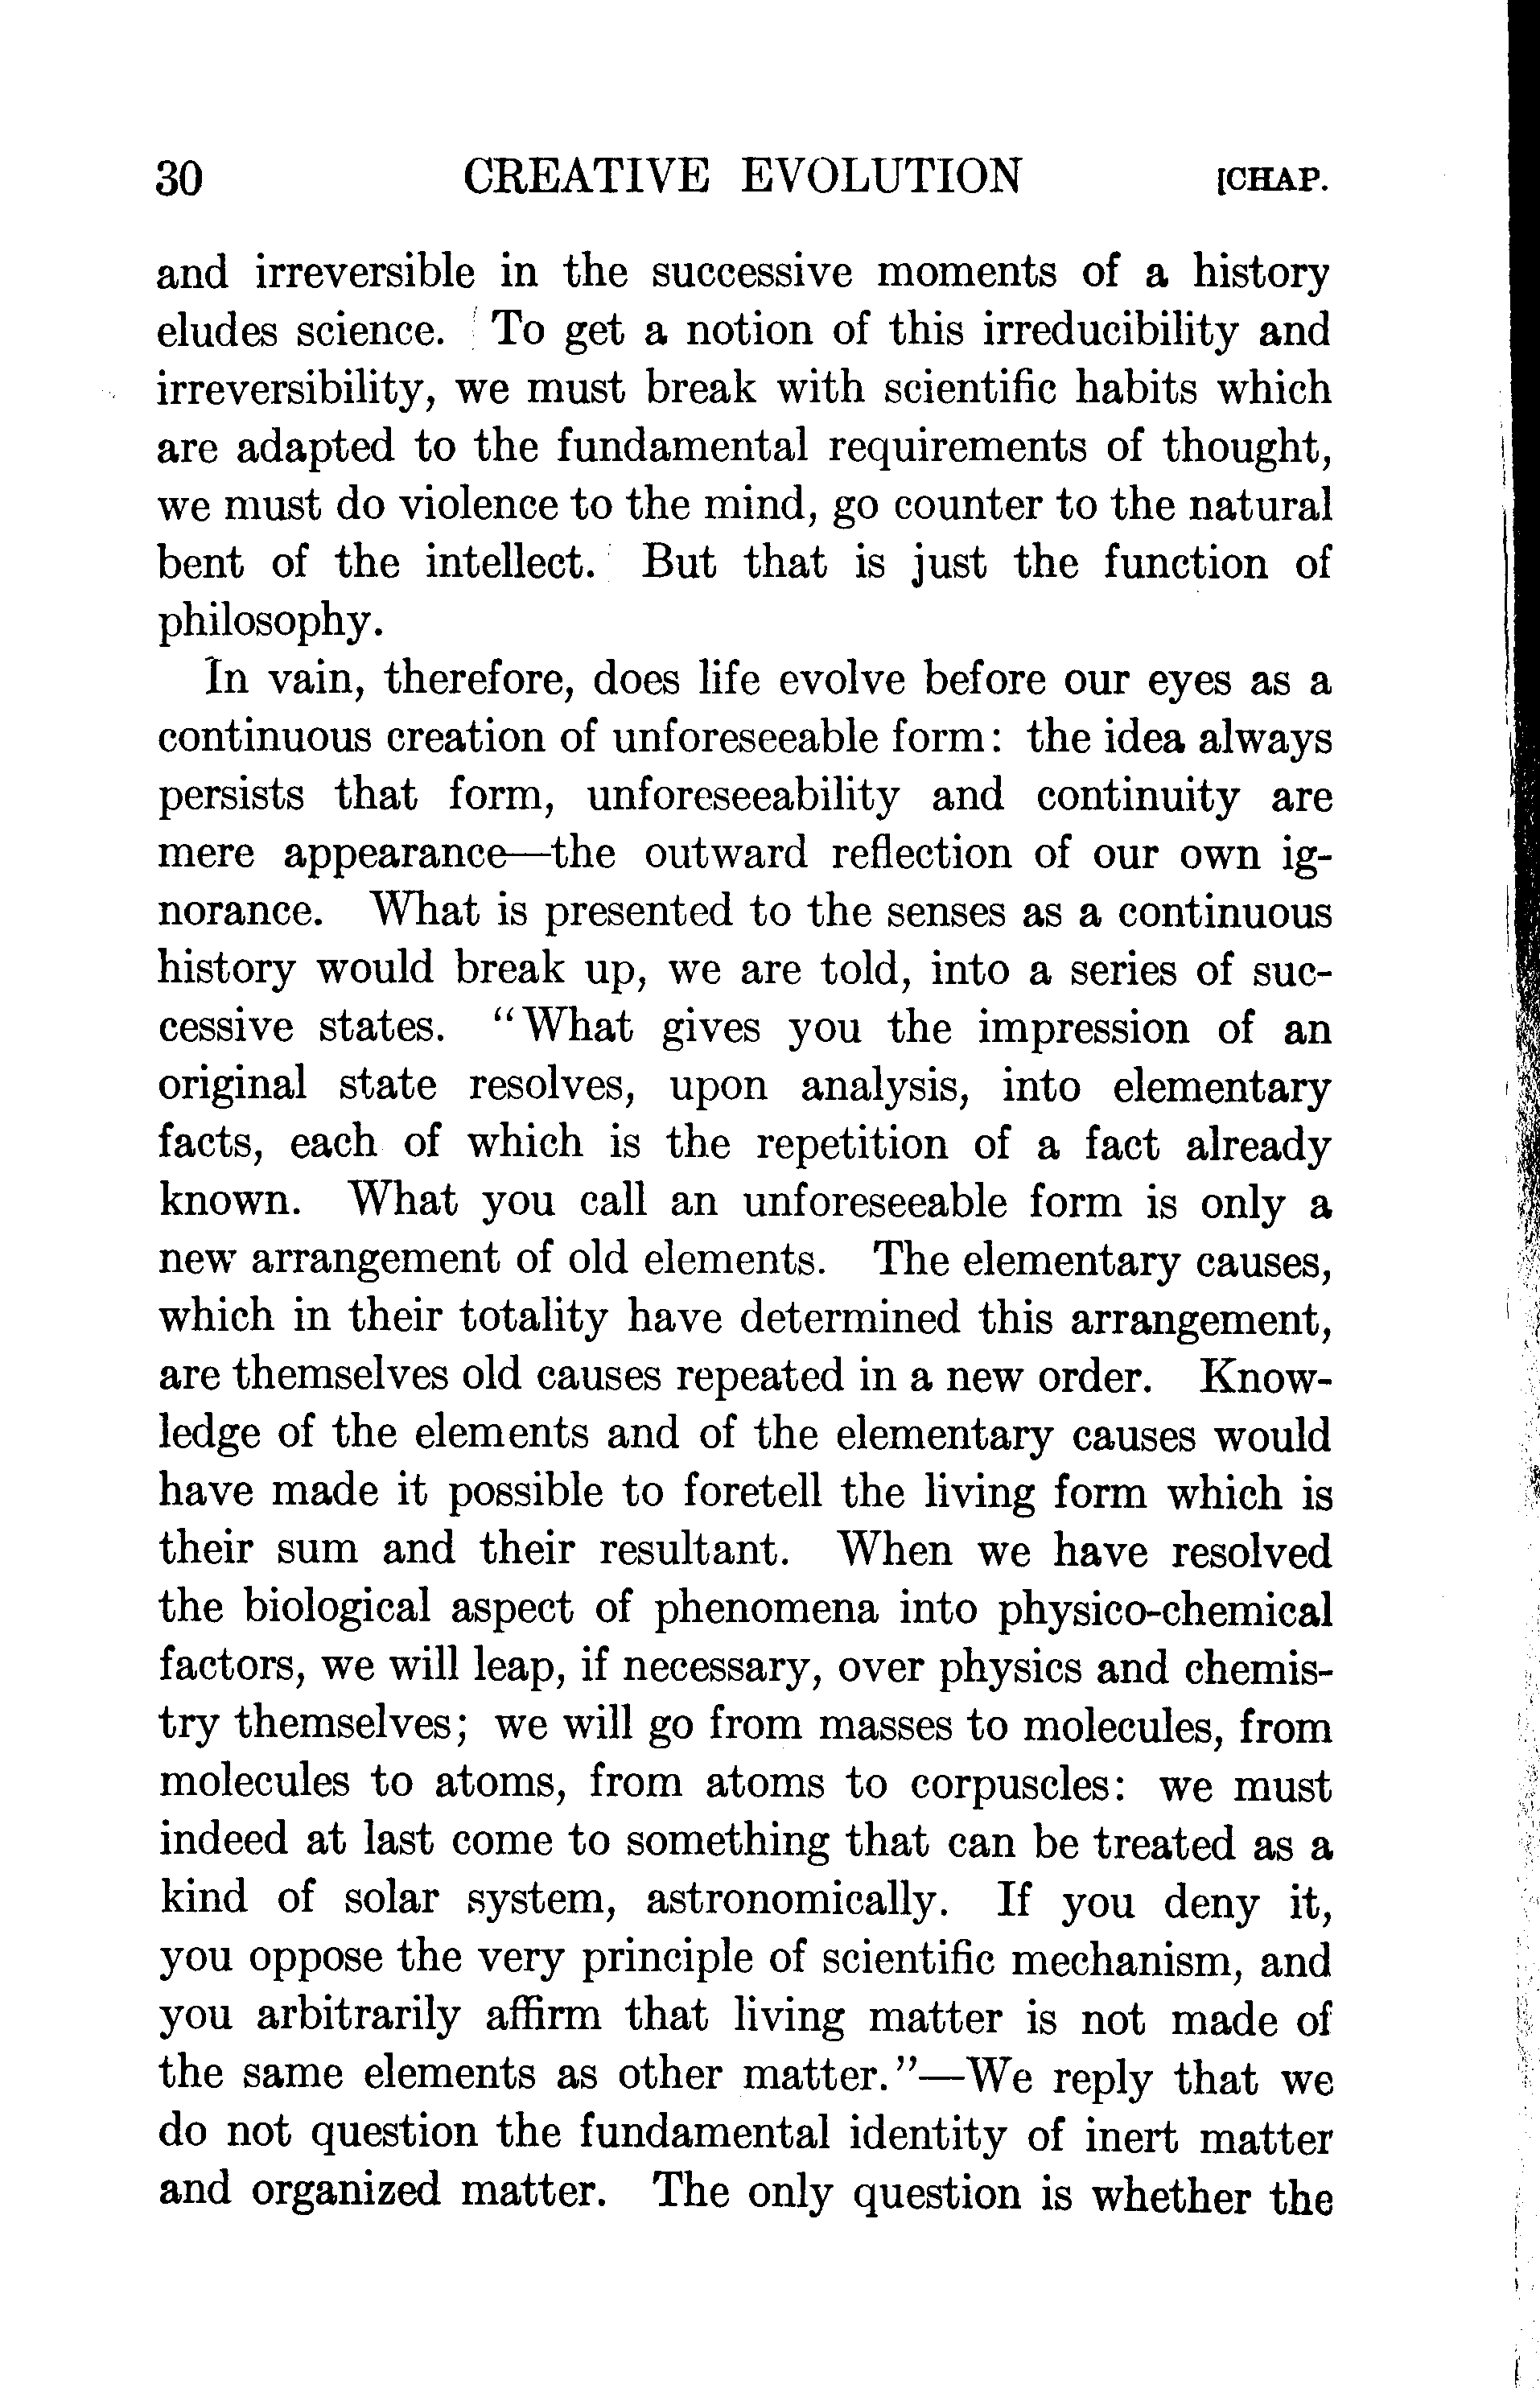 30 CREATIVE EVOLUTION [CHAP.
and irreversible in the successive moments of a history
eludes science. To get a notion of this irreducibility and
irreversibility, we must break with scientific habits which
are adapted to the fundamental requirements of thought,
we must do violence to the mind, go counter to the natural
bent of the intellect. But that is just the function of
philosophy.
In vain, therefore, does life evolve before our eyes as a
continuous creation of unforeseeable form: the idea always
persists that form, unforeseeability and continuity are
mere appearance—the outward reflection of our own ig-
norance. What is presented to the senses as a continuous
history would break up, we are told, into a series of suc-
cessive states. "What gives you the impression of an
original state resolves, upon analysis, into elementary
facts, each of which is the repetition of a fact already
known. What you call an unforeseeable form is only a
new arrangement of old elements. The elementary causes,
which in their totality have determined this arrangement,
are themselves old causes repeated in a new order. Know-
ledge of the elements and of the elementary causes would
have made it possible to foretell the living form which is
their sum and their resultant. When we have resolved
the biological aspect of phenomena into physico-chemical
factors, we will leap, if necessary, over physics and chemis-
try themselves; we will go from masses to molecules, from
molecules to atoms, from atoms to corpuscles: we must
indeed at last come to something that can be treated as a
kind of solar system, astronomically. If you deny it,
you oppose the very principle of scientific mechanism, and
you arbitrarily affirm that living matter is not made of
the same elements as other matter."—We reply that we
do not question the fundamental identity of inert matter
and organized matter. The only question is whether the